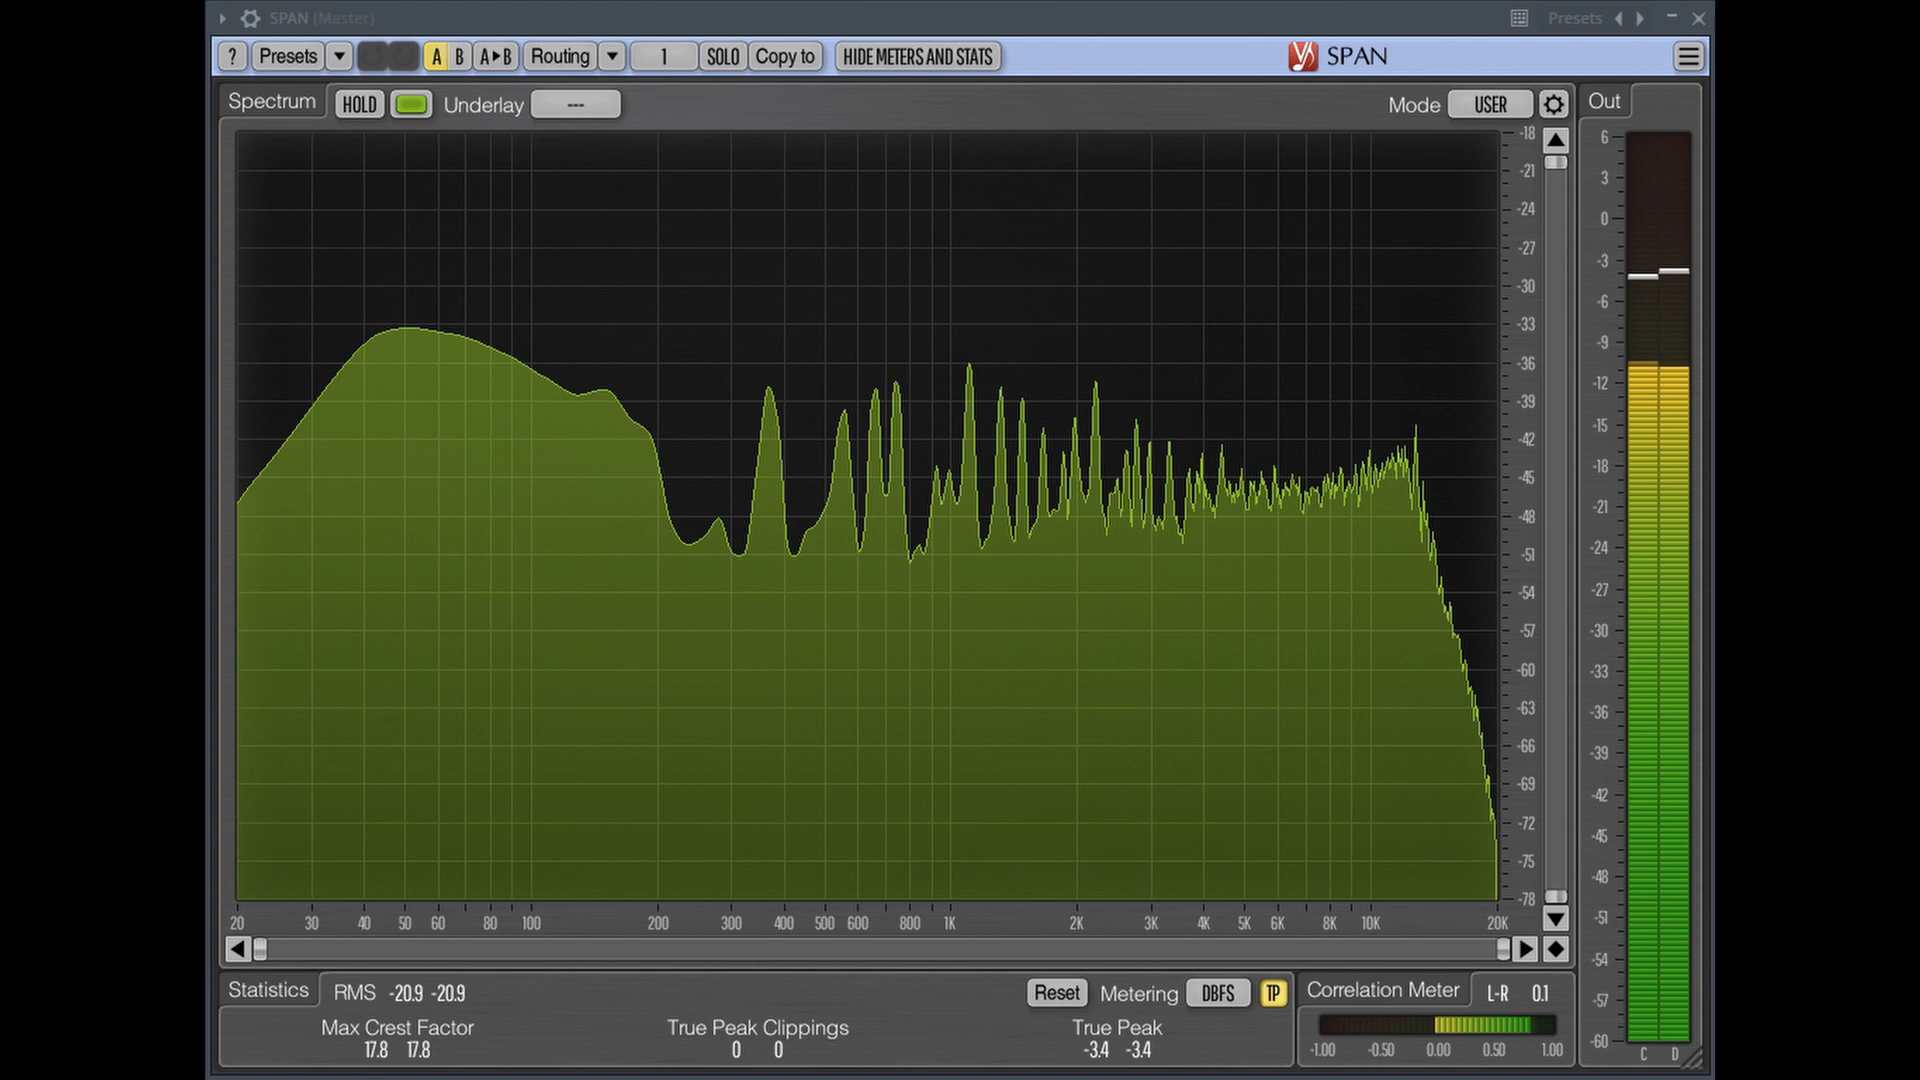 SPAN (Master)
Presets
?
Presets
A B A▸B
Routing
1
SOLO
Copy to
HIDE METERS AND STATS
SPAN
Spectrum
HOLD
Underlay
---
Mode
USER
Out
-18
-21
-24
-27
-30
-33
-36
-39
-42
-45
-48
-51
-54
-57
-60
-63
-66
-69
-72
-75
-78
6
3
0
-3
-6
-9
-12
-15
-18
-21
-24
-27
-30
-33
-36
-39
-42
-45
-48
-51
-54
-57
-60
C D
20 30 40 50 60 80 100 200 300 400 500 600 800 1K 2K 3K 4K 5K 6K 8K 10K 20K
Statistics
RMS -20.9 -20.9
Reset
Metering
DBFS
TP
Max Crest Factor
17.8 17.8
True Peak Clippings
0 0
True Peak
-3.4 -3.4
Correlation Meter
L-R 0.1
-1.00 -0.50 0.00 0.50 1.00